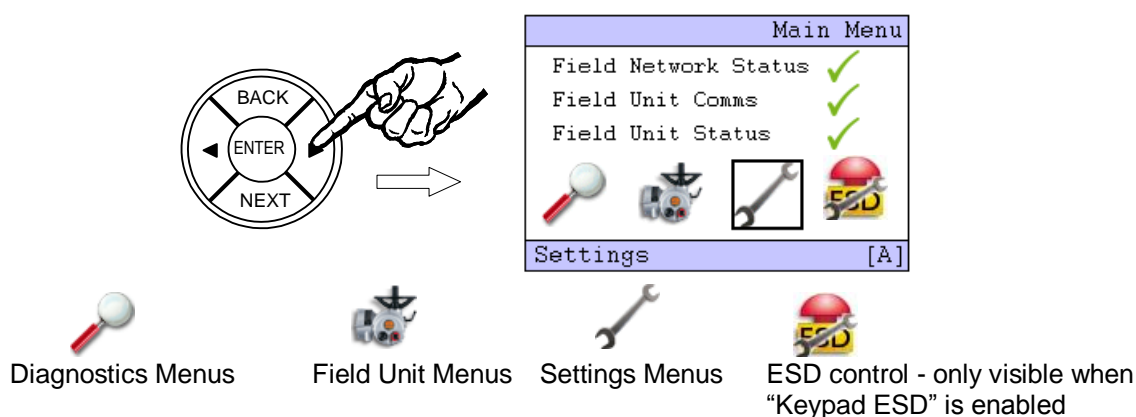 BACK
ENTER
NEXT
Main Menu
Field Network Status
Field Unit Comms
Field Unit Status
ESD
Settings [A]
ESD
Diagnostics Menus
Field Unit Menus
Settings Menus
ESD control - only visible when
“Keypad ESD” is enabled